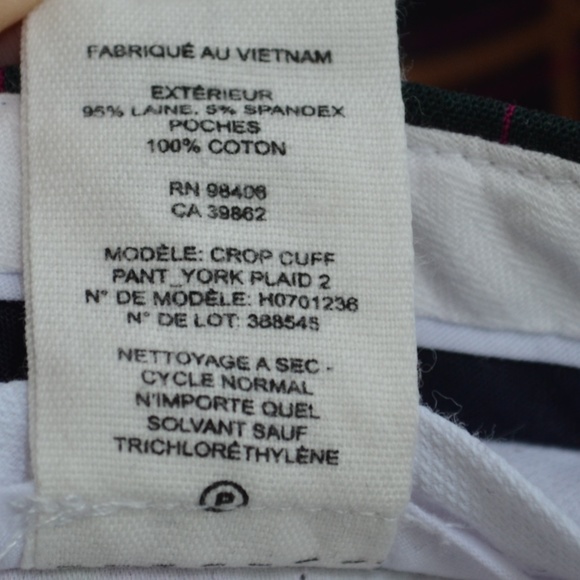 FABRIQUÉ AU VIETNAM
EXTÉRIEUR
95% LAINE, 5% SPANDEX
POCHES
100% COTON
RN 98406
CA 39862
MODÈLE: CROP CUFF
PANT_YORK PLAID 2
N° DE MODÈLE: H0701236
N° DE LOT: 388545
NETTOYAGE A SEC -
CYCLE NORMAL
N'IMPORTE QUEL
SOLVANT SAUF
TRICHLORÉTHYLÈNE
P